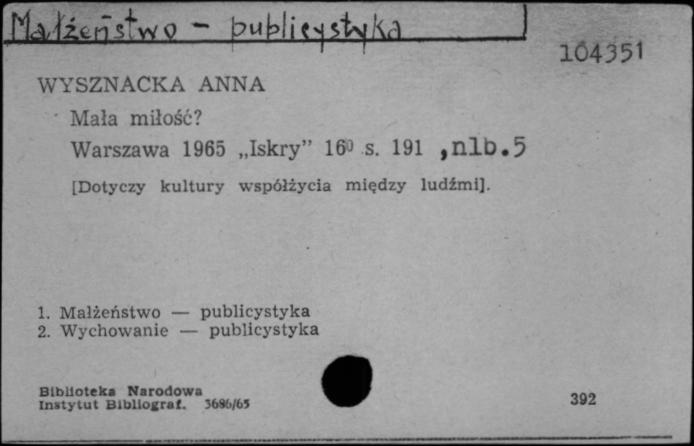 Małżeństwo - publicystyka
104351
WYSZNACKA ANNA
Mała miłość?
Warszawa 1965 „Iskry” 16⁰ s. 191 ,nlb.5
[Dotyczy kultury współżycia między ludźmi].
1. Małżeństwo — publicystyka
2. Wychowanie — publicystyka
Biblioteka Narodowa
Instytut Bibliograf. 3686/65
392